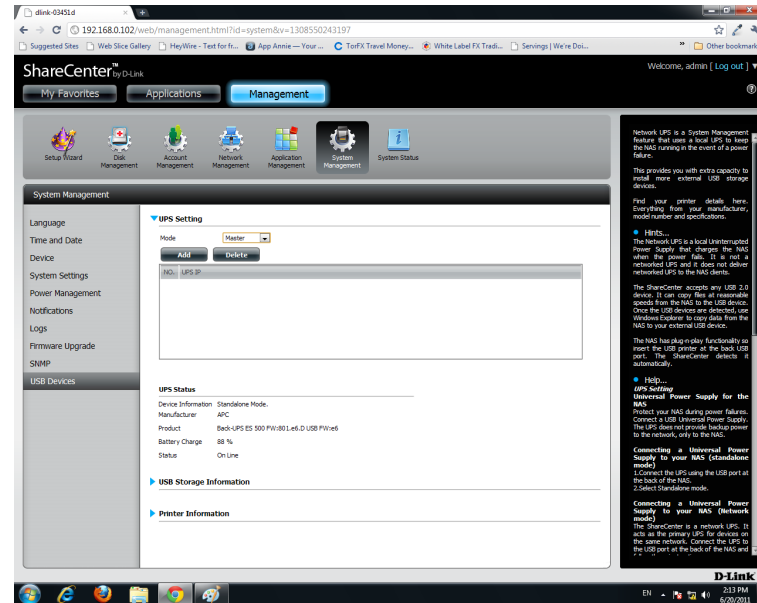 dlink-03451d
192.168.0.102/web/management.html?id=system&v=1308550243197
Suggested Sites Web Slice Gallery HeyWire - Text for fr... App Annie — Your ... TorFX Travel Money... White Label FX Tradi... Servings | We're Doi... » Other bookmark
ShareCenter™ by D-Link
Welcome, admin [ Log out ]
My Favorites Applications Management
Setup Wizard Disk Management Account Management Network Management Application Management System Management System Status
System Management
Language
Time and Date
Device
System Settings
Power Management
Notifications
Logs
Firmware Upgrade
SNMP
USB Devices
UPS Setting
Mode Master
Add Delete
NO. UPS IP
UPS Status
Device Information Standalone Mode.
Manufacturer APC
Product Back-UPS ES 500 FW:801.e6.D USB FW:e6
Battery Charge 88 %
Status On Line
USB Storage Information
Printer Information
Network UPS is a System Management
feature that uses a local UPS to keep
the NAS running in the event of a power
failure.
This provides you with extra capacity to
install more external USB storage
devices.
Find your printer details here.
Everything from your manufacturer,
model number and specifications.
Hints...
The Network UPS is a local Uninterrupted
Power Supply that charges the NAS
when the power fails. It is not a
networked UPS and it does not deliver
networked UPS to the NAS clients.
The ShareCenter accepts any USB 2.0
device. It can copy files at reasonable
speeds from the NAS to the USB device.
Once the USB devices are detected, use
Windows Explorer to copy data from the
NAS to your external USB device.
The NAS has plug-n-play functionality so
insert the USB printer at the back USB
port. The ShareCenter detects it
automatically.
Help...
UPS Setting
Universal Power Supply for the
NAS
Protect your NAS during power failures.
Connect a USB Universal Power Supply.
The UPS does not provide backup power
to the network, only to the NAS.
Connecting a Universal Power
Supply to your NAS (standalone
mode)
1.Connect the UPS using the USB port at
the back of the NAS.
2.Select Standalone mode.
Connecting a Universal Power
Supply to your NAS (Network
mode)
The ShareCenter is a network UPS. It
acts as the primary UPS for devices on
the same network. Connect the UPS to
the USB port at the back of the NAS and
D-Link
EN
2:13 PM
6/20/2011